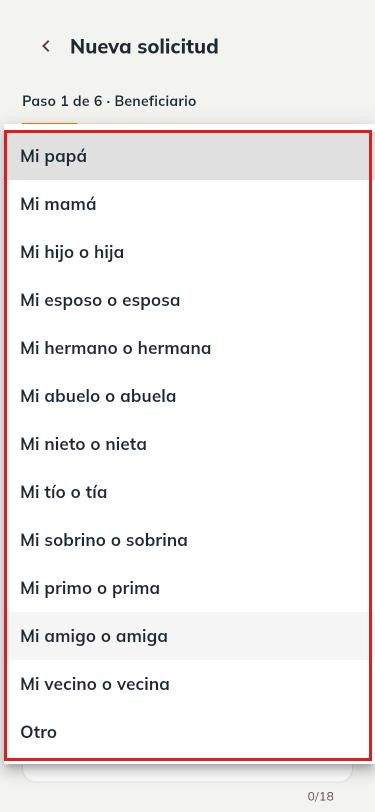 Nueva solicitud
Paso 1 de 6 · Beneficiario
Mi papá
Mi mamá
Mi hijo o hija
Mi esposo o esposa
Mi hermano o hermana
Mi abuelo o abuela
Mi nieto o nieta
Mi tío o tía
Mi sobrino o sobrina
Mi primo o prima
Mi amigo o amiga
Mi vecino o vecina
Otro
0/18